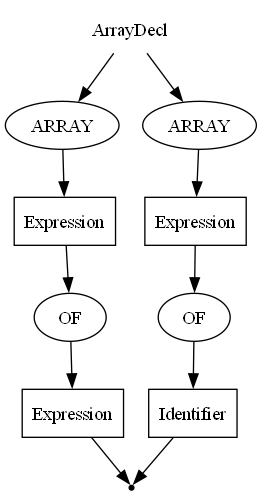 ArrayDecl
ARRAY ARRAY
Expression Expression
OF OF
Expression Identifier